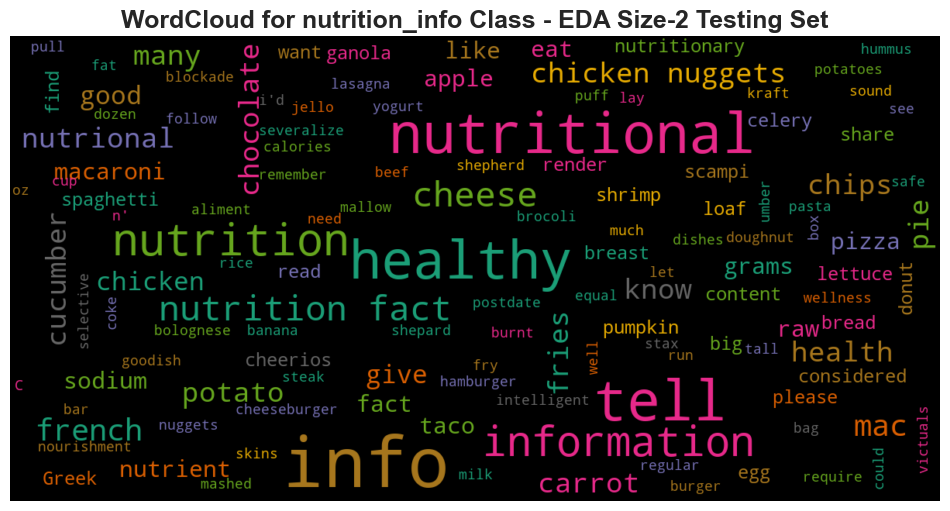 WordCloud for nutrition_info Class - EDA Size-2 Testing Set
pull
many
want
ganola
like
eat
nutritionary
hummus
fat
blockade
lasagna
apple
chicken nuggets
potatoes
find
good
chocolate
i'd
jello
yogurt
puff
lay
kraft
sound
dozen
follow
severalize
nutritional
celery
see
nutrional
calories
share
macaroni
remember
beef
shepherd
render
scampi
oz
cup
cheese
shrimp
chips
safe
spaghetti
aliment
mallow
loaf
umber
pasta
n'
need
brocoli
much
box
pie
cucumber
nutrition
healthy
breast
dishes
doughnut
pizza
rice
read
let
grams
lettuce
chicken
equal
know
content
donut
selective
coke
nutrition fact
postdate
wellness
bolognese
banana
shepard
burnt
fries
pumpkin
raw
bread
stax
big
tall
goodish
cheerios
fry
well
run
health
C
sodium
steak
give
hamburger
considered
potato
intelligent
tell
please
bar
cheeseburger
fact
french
nuggets
taco
information
bag
mac
nourishment
info
skins
victuals
Greek
nutrient
mashed
milk
regular
egg
could
carrot
burger
require